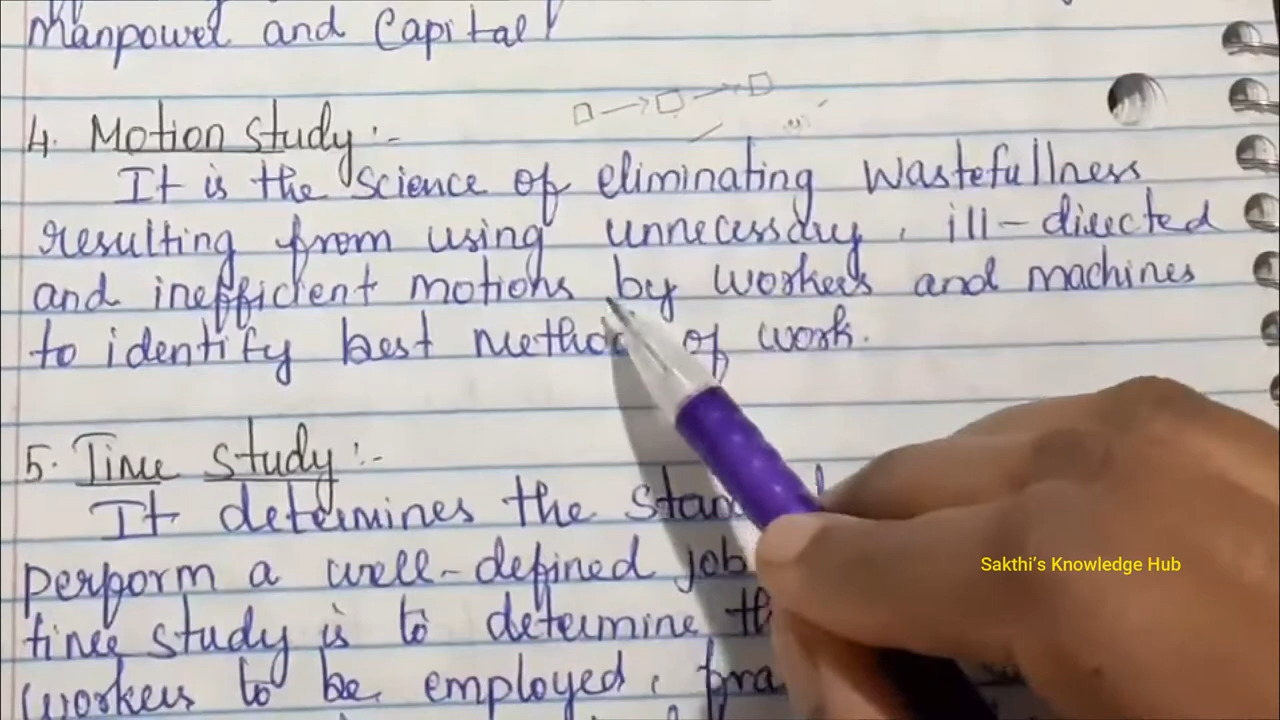 Manpower and Capital!
4. Motion study :-
It is the science of eliminating wastefullness
resulting from using unnecessary, ill-directed
and inefficient motions by workers and machines
to identify best method of work.
5. Time study :-
It determines the
perform a well-defined job
time study is to determine
workers to be employed,
Sakthi's Knowledge Hub